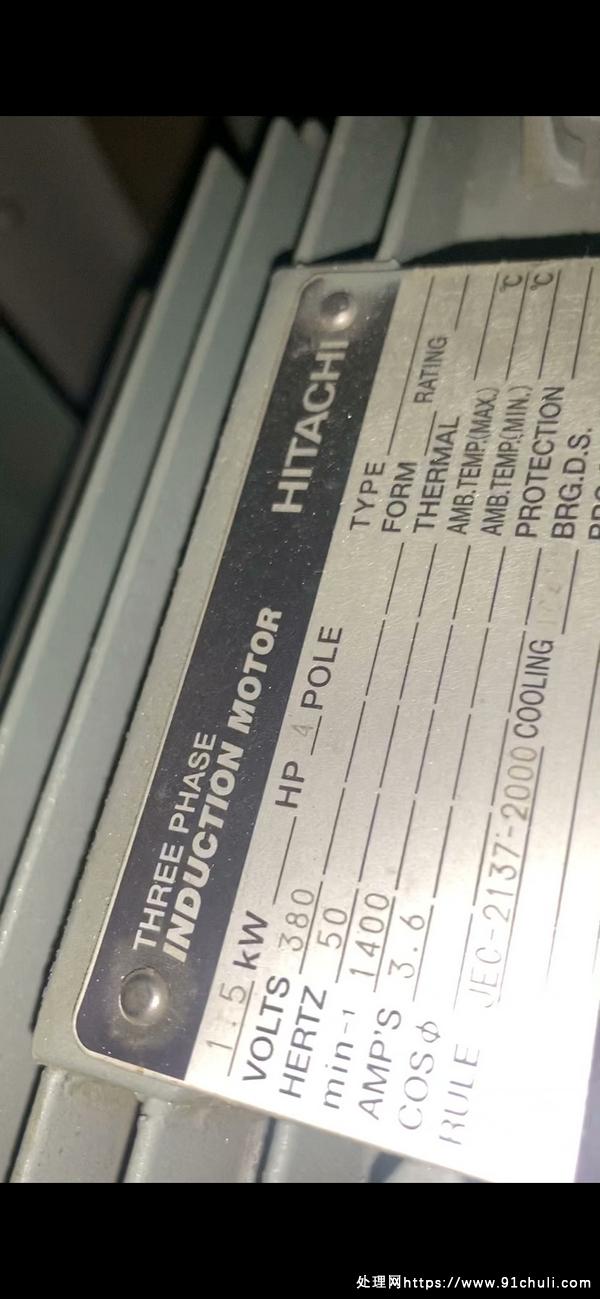 THREE PHASE
INDUCTION MOTOR
HITACHI
1.5 kW HP 4 POLE
VOLTS 380
HERTZ 50
min-1 1400
AMP'S 3.6
COS φ
RULE JEC-2137-2000 COOLING
TYPE
FORM
THERMAL RATING
AMB.TEMP.(MAX.) °C
AMB.TEMP.(MIN.) °C
PROTECTION
BRG.D.S.
处理网https://www.91chuli.com